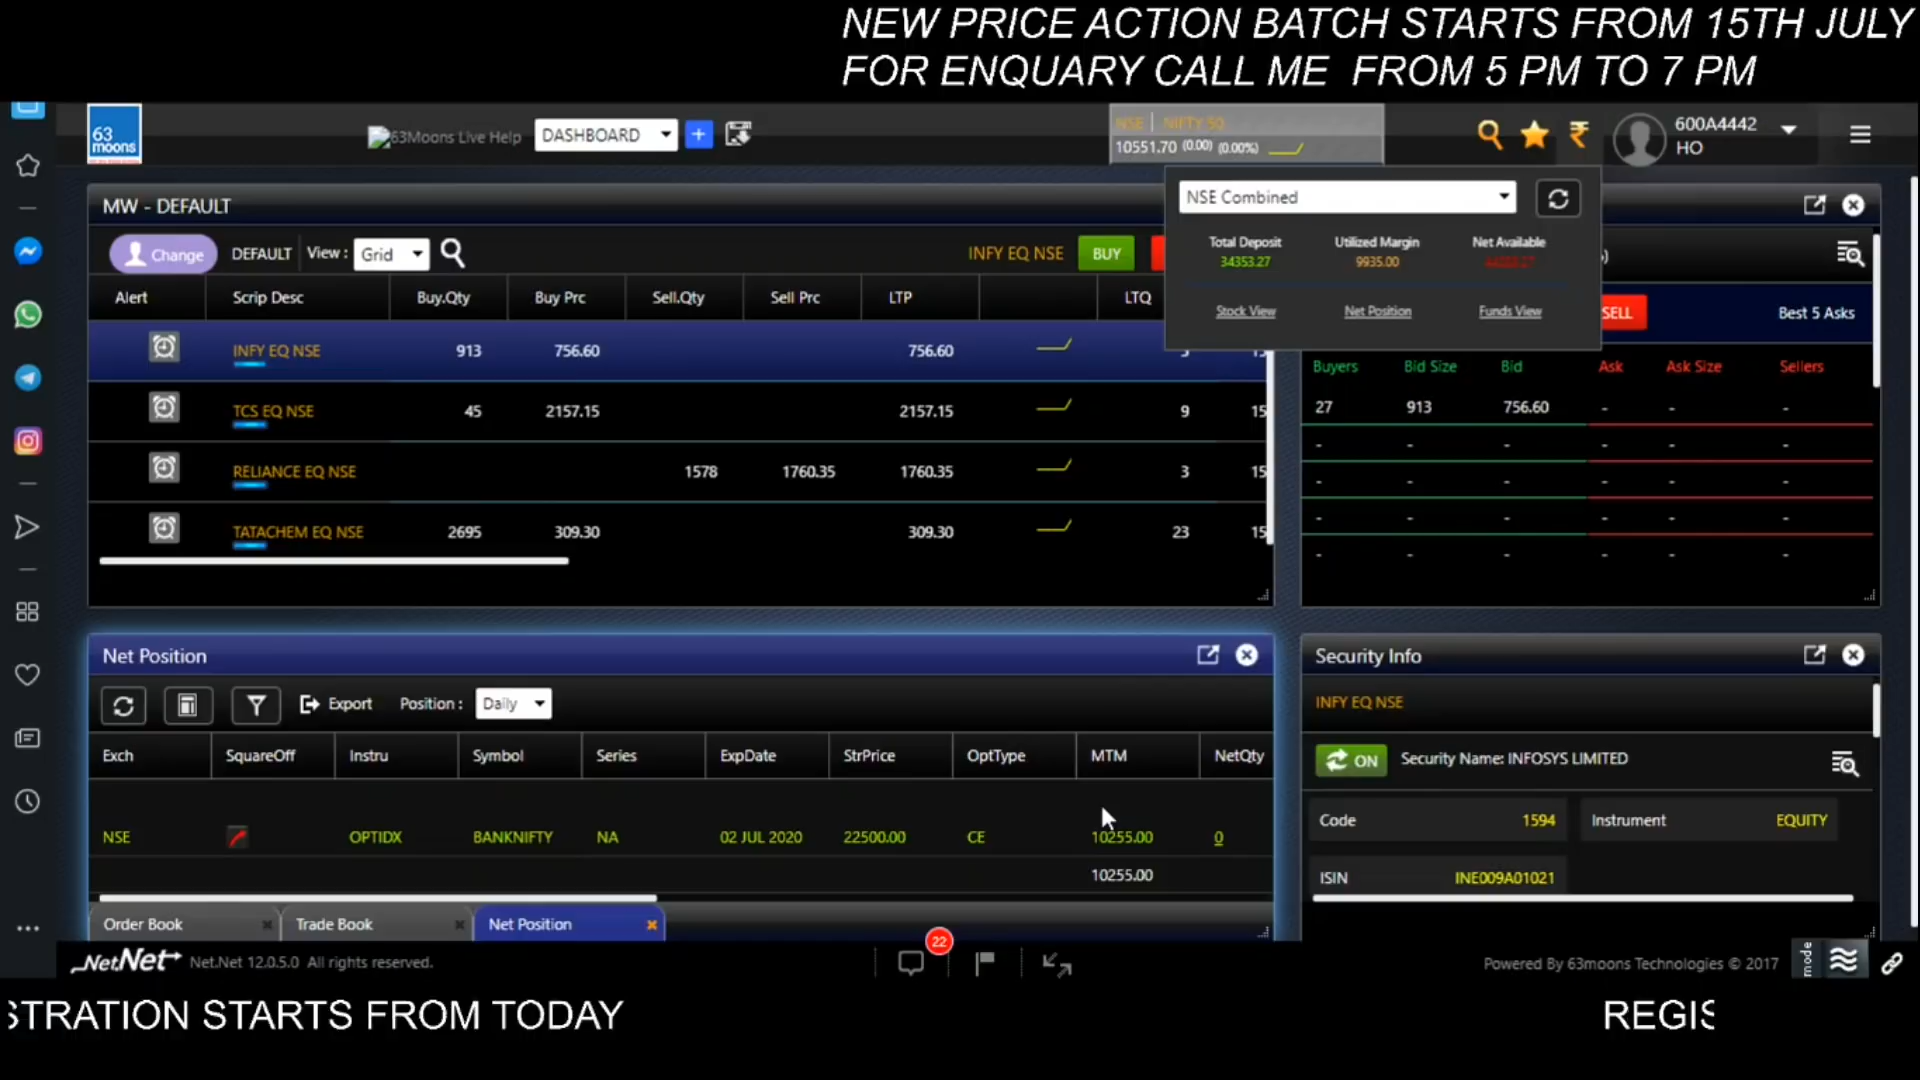 NEW PRICE ACTION BATCH STARTS FROM 15TH JULY
FOR ENQUARY CALL ME FROM 5 PM TO 7 PM
63 moons
63Moons Live Help
DASHBOARD
NSE | NIFTY 50
10551.70 (0.00) (0.00%)
600A4442
HO
MW - DEFAULT
NSE Combined
Change DEFAULT View : Grid
INFY EQ NSE BUY
Total Deposit Utilized Margin Net Available
34353.27 9935.00
Stock View Net Position Funds View
SELL Best 5 Asks
Alert Scrip Desc Buy.Qty Buy Prc Sell.Qty Sell Prc LTP LTQ
INFY EQ NSE 913 756.60 756.60
TCS EQ NSE 45 2157.15 2157.15 9 15
RELIANCE EQ NSE 1578 1760.35 1760.35 3 15
TATACHEM EQ NSE 2695 309.30 309.30 23 15
Buyers Bid Size Bid Ask Ask Size Sellers
27 913 756.60 - - -
- - - - - -
- - - - - -
- - - - - -
- - - - - -
Net Position
Export Position : Daily
Exch SquareOff Instru Symbol Series ExpDate StrPrice OptType MTM NetQty
NSE OPTIDX BANKNIFTY NA 02 JUL 2020 22500.00 CE 10255.00 0
10255.00
Order Book Trade Book Net Position
Security Info
INFY EQ NSE
ON Security Name: INFOSYS LIMITED
Code 1594 Instrument EQUITY
ISIN INE009A01021
Net.Net Net.Net 12.0.5.0 All rights reserved.
22
Powered By 63moons Technologies © 2017
mode
STRATION STARTS FROM TODAY
REGIS